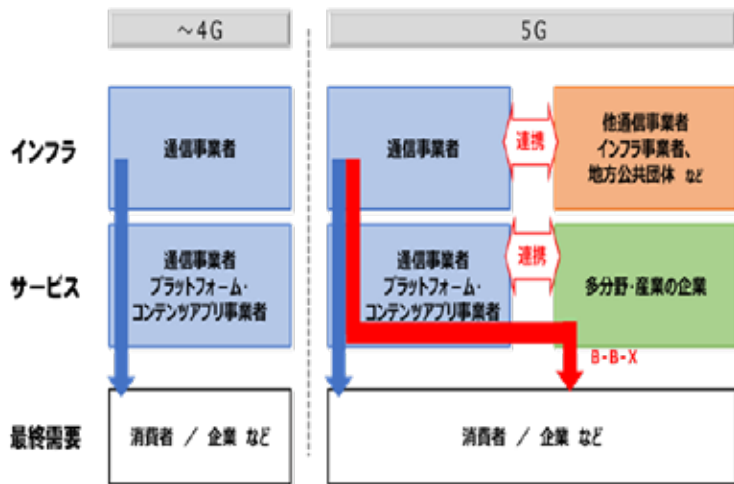 ～4G
5G
インフラ
通信事業者
通信事業者
連携
他通信事業者
インフラ事業者、
地方公共団体 など
サービス
通信事業者
プラットフォーム・
コンテンツアプリ事業者
通信事業者
プラットフォーム・
コンテンツアプリ事業者
連携
多分野・産業の企業
B-B-X
最終需要
消費者 ／ 企業 など
消費者 ／ 企業 など